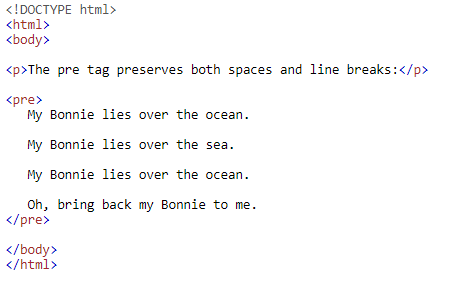 <!DOCTYPE html>
<html>
<body>

<p>The pre tag preserves both spaces and line breaks:</p>

<pre>
   My Bonnie lies over the ocean.

   My Bonnie lies over the sea.

   My Bonnie lies over the ocean.

   Oh, bring back my Bonnie to me.
</pre>

</body>
</html>